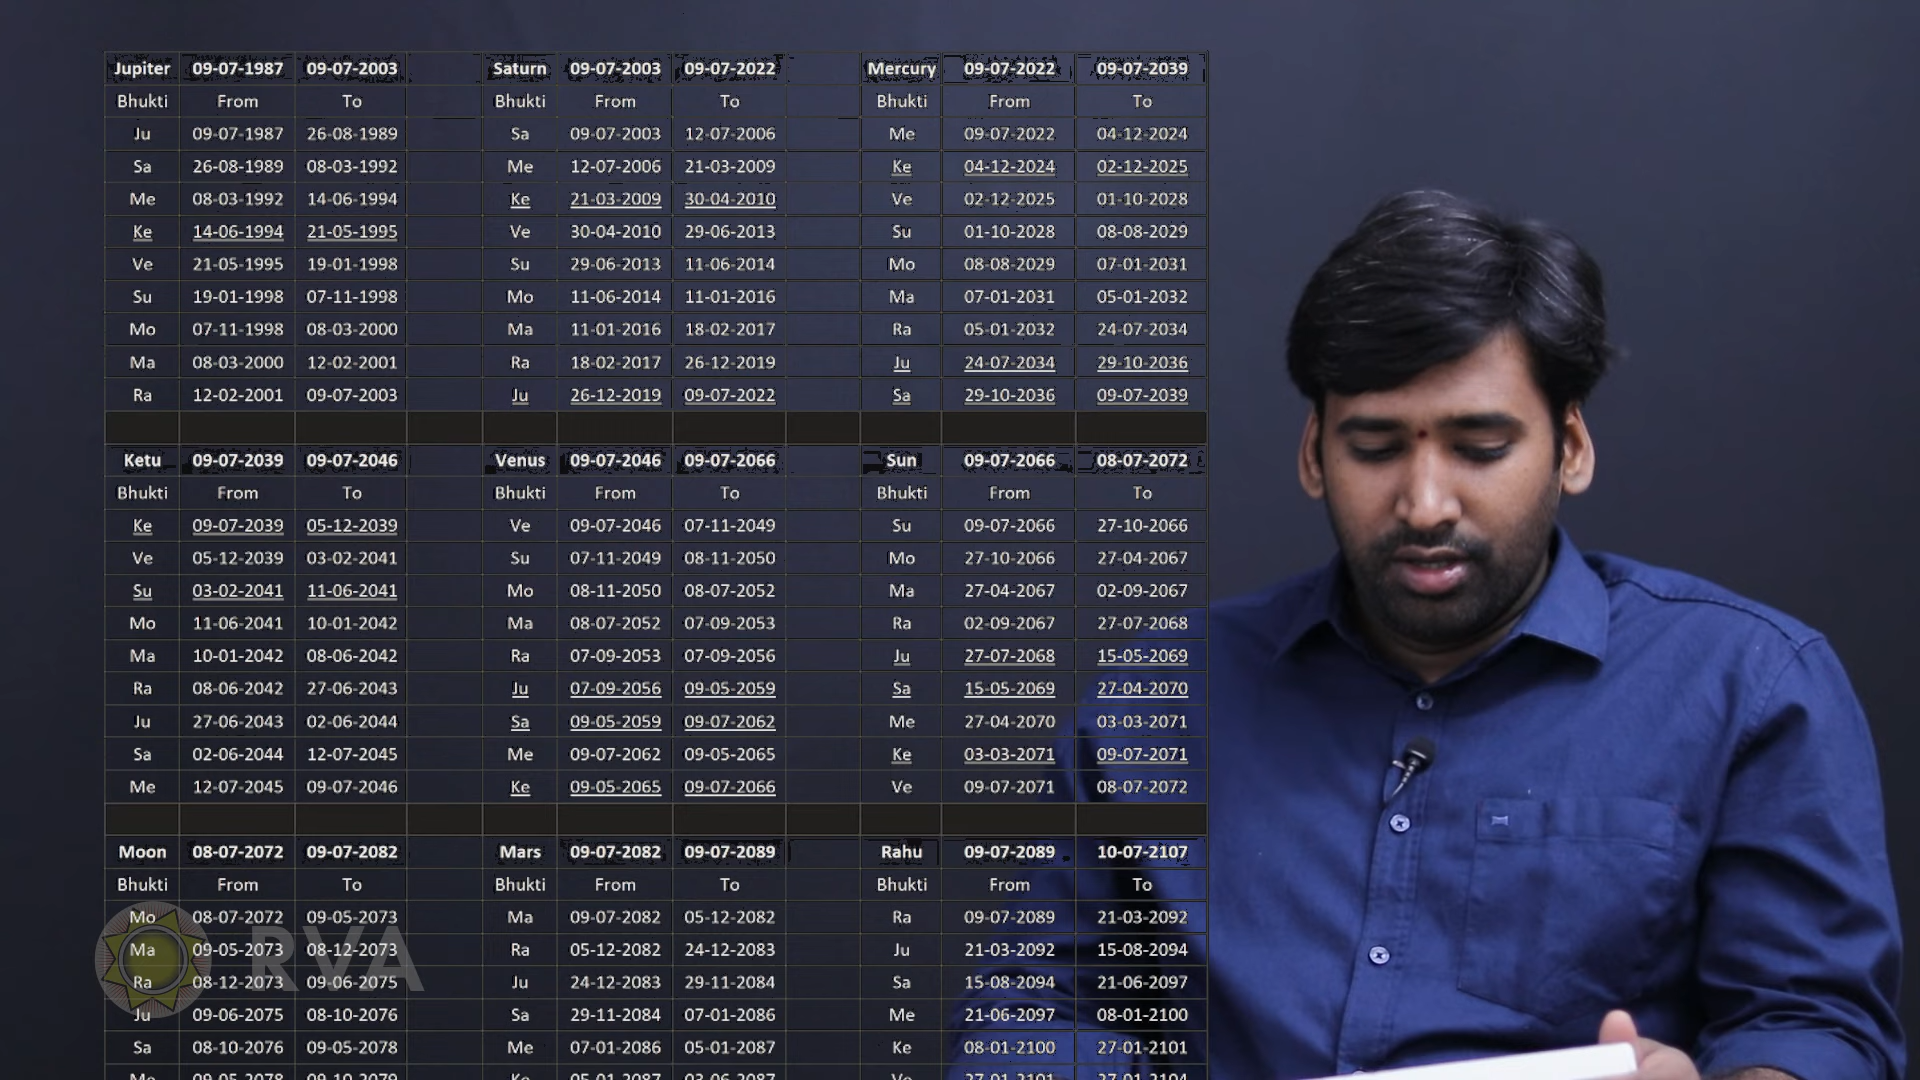 Jupiter 09-07-1987 09-07-2003 Saturn 09-07-2003 09-07-2022 Mercury 09-07-2022 09-07-2039
Bhukti From To Bhukti From To Bhukti From To
Ju 09-07-1987 26-08-1989 Sa 09-07-2003 12-07-2006 Me 09-07-2022 04-12-2024
Sa 26-08-1989 08-03-1992 Me 12-07-2006 21-03-2009 Ke 04-12-2024 02-12-2025
Me 08-03-1992 14-06-1994 Ke 21-03-2009 30-04-2010 Ve 02-12-2025 01-10-2028
Ke 14-06-1994 21-05-1995 Ve 30-04-2010 29-06-2013 Su 01-10-2028 08-08-2029
Ve 21-05-1995 19-01-1998 Su 29-06-2013 11-06-2014 Mo 08-08-2029 07-01-2031
Su 19-01-1998 07-11-1998 Mo 11-06-2014 11-01-2016 Ma 07-01-2031 05-01-2032
Mo 07-11-1998 08-03-2000 Ma 11-01-2016 18-02-2017 Ra 05-01-2032 24-07-2034
Ma 08-03-2000 12-02-2001 Ra 18-02-2017 26-12-2019 Ju 24-07-2034 29-10-2036
Ra 12-02-2001 09-07-2003 Ju 26-12-2019 09-07-2022 Sa 29-10-2036 09-07-2039
Ketu 09-07-2039 09-07-2046 Venus 09-07-2046 09-07-2066 Sun 09-07-2066 08-07-2072
Bhukti From To Bhukti From To Bhukti From To
Ke 09-07-2039 05-12-2039 Ve 09-07-2046 07-11-2049 Su 09-07-2066 27-10-2066
Ve 05-12-2039 03-02-2041 Su 07-11-2049 08-11-2050 Mo 27-10-2066 27-04-2067
Su 03-02-2041 11-06-2041 Mo 08-11-2050 08-07-2052 Ma 27-04-2067 02-09-2067
Mo 11-06-2041 10-01-2042 Ma 08-07-2052 07-09-2053 Ra 02-09-2067 27-07-2068
Ma 10-01-2042 08-06-2042 Ra 07-09-2053 07-09-2056 Ju 27-07-2068 15-05-2069
Ra 08-06-2042 27-06-2043 Ju 07-09-2056 09-05-2059 Sa 15-05-2069 27-04-2070
Ju 27-06-2043 02-06-2044 Sa 09-05-2059 09-07-2062 Me 27-04-2070 03-03-2071
Sa 02-06-2044 12-07-2045 Me 09-07-2062 09-05-2065 Ke 03-03-2071 09-07-2071
Me 12-07-2045 09-07-2046 Ke 09-05-2065 09-07-2066 Ve 09-07-2071 08-07-2072
Moon 08-07-2072 09-07-2082 Mars 09-07-2082 09-07-2089 Rahu 09-07-2089 10-07-2107
Bhukti From To Bhukti From To Bhukti From To
Mo 08-07-2072 09-05-2073 Ma 09-07-2082 05-12-2082 Ra 09-07-2089 21-03-2092
Ma 09-05-2073 08-12-2073 Ra 05-12-2082 24-12-2083 Ju 21-03-2092 15-08-2094
Ra 08-12-2073 09-06-2075 Ju 24-12-2083 29-11-2084 Sa 15-08-2094 21-06-2097
Ju 09-06-2075 08-10-2076 Sa 29-11-2084 07-01-2086 Me 21-06-2097 08-01-2100
Sa 08-10-2076 09-05-2078 Me 07-01-2086 05-01-2087 Ke 08-01-2100 27-01-2101
RVA